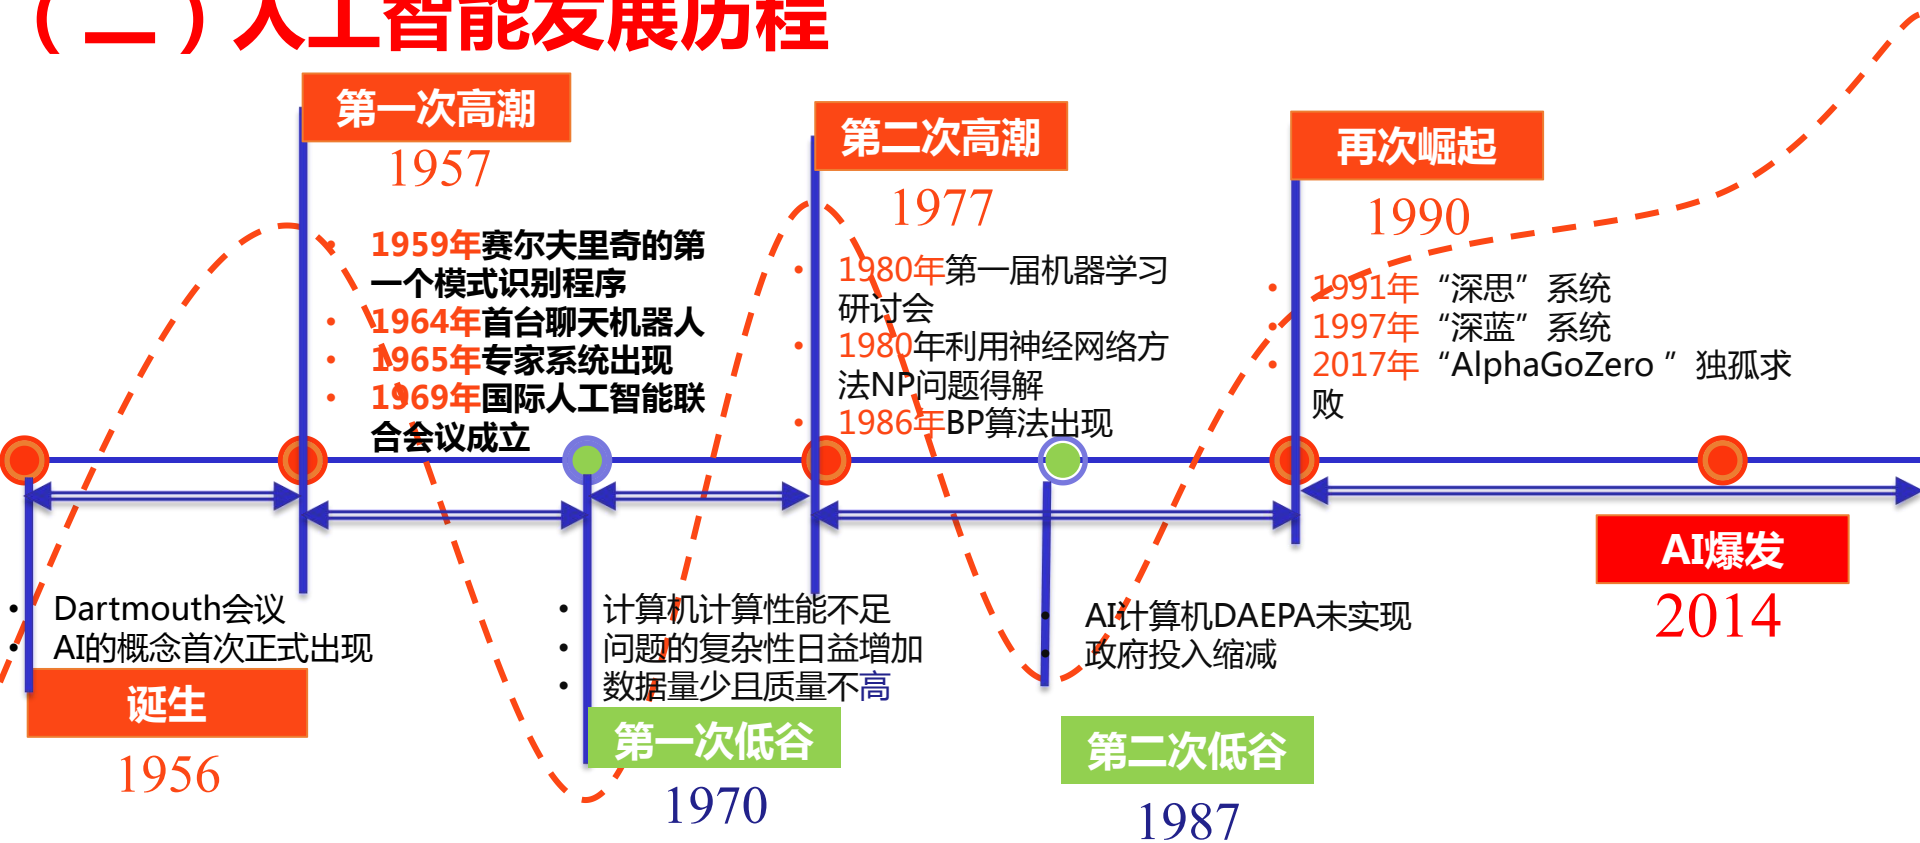 （二）人工智能发展历程
第一次高潮
1957
• 1959年赛尔夫里奇的第
一个模式识别程序
• 1964年首台聊天机器人
• 1965年专家系统出现
• 1969年国际人工智能联
合会议成立
第二次高潮
1977
• 1980年第一届机器学习
研讨会
• 1980年利用神经网络方
法NP问题得解
• 1986年BP算法出现
再次崛起
1990
• 1991年“深思”系统
• 1997年“深蓝”系统
• 2017年“AlphaGoZero ”独孤求
败
• Dartmouth会议
• AI的概念首次正式出现
诞生
1956
• 计算机计算性能不足
• 问题的复杂性日益增加
• 数据量少且质量不高
第一次低谷
1970
• AI计算机DAEPA未实现
• 政府投入缩减
第二次低谷
1987
AI爆发
2014